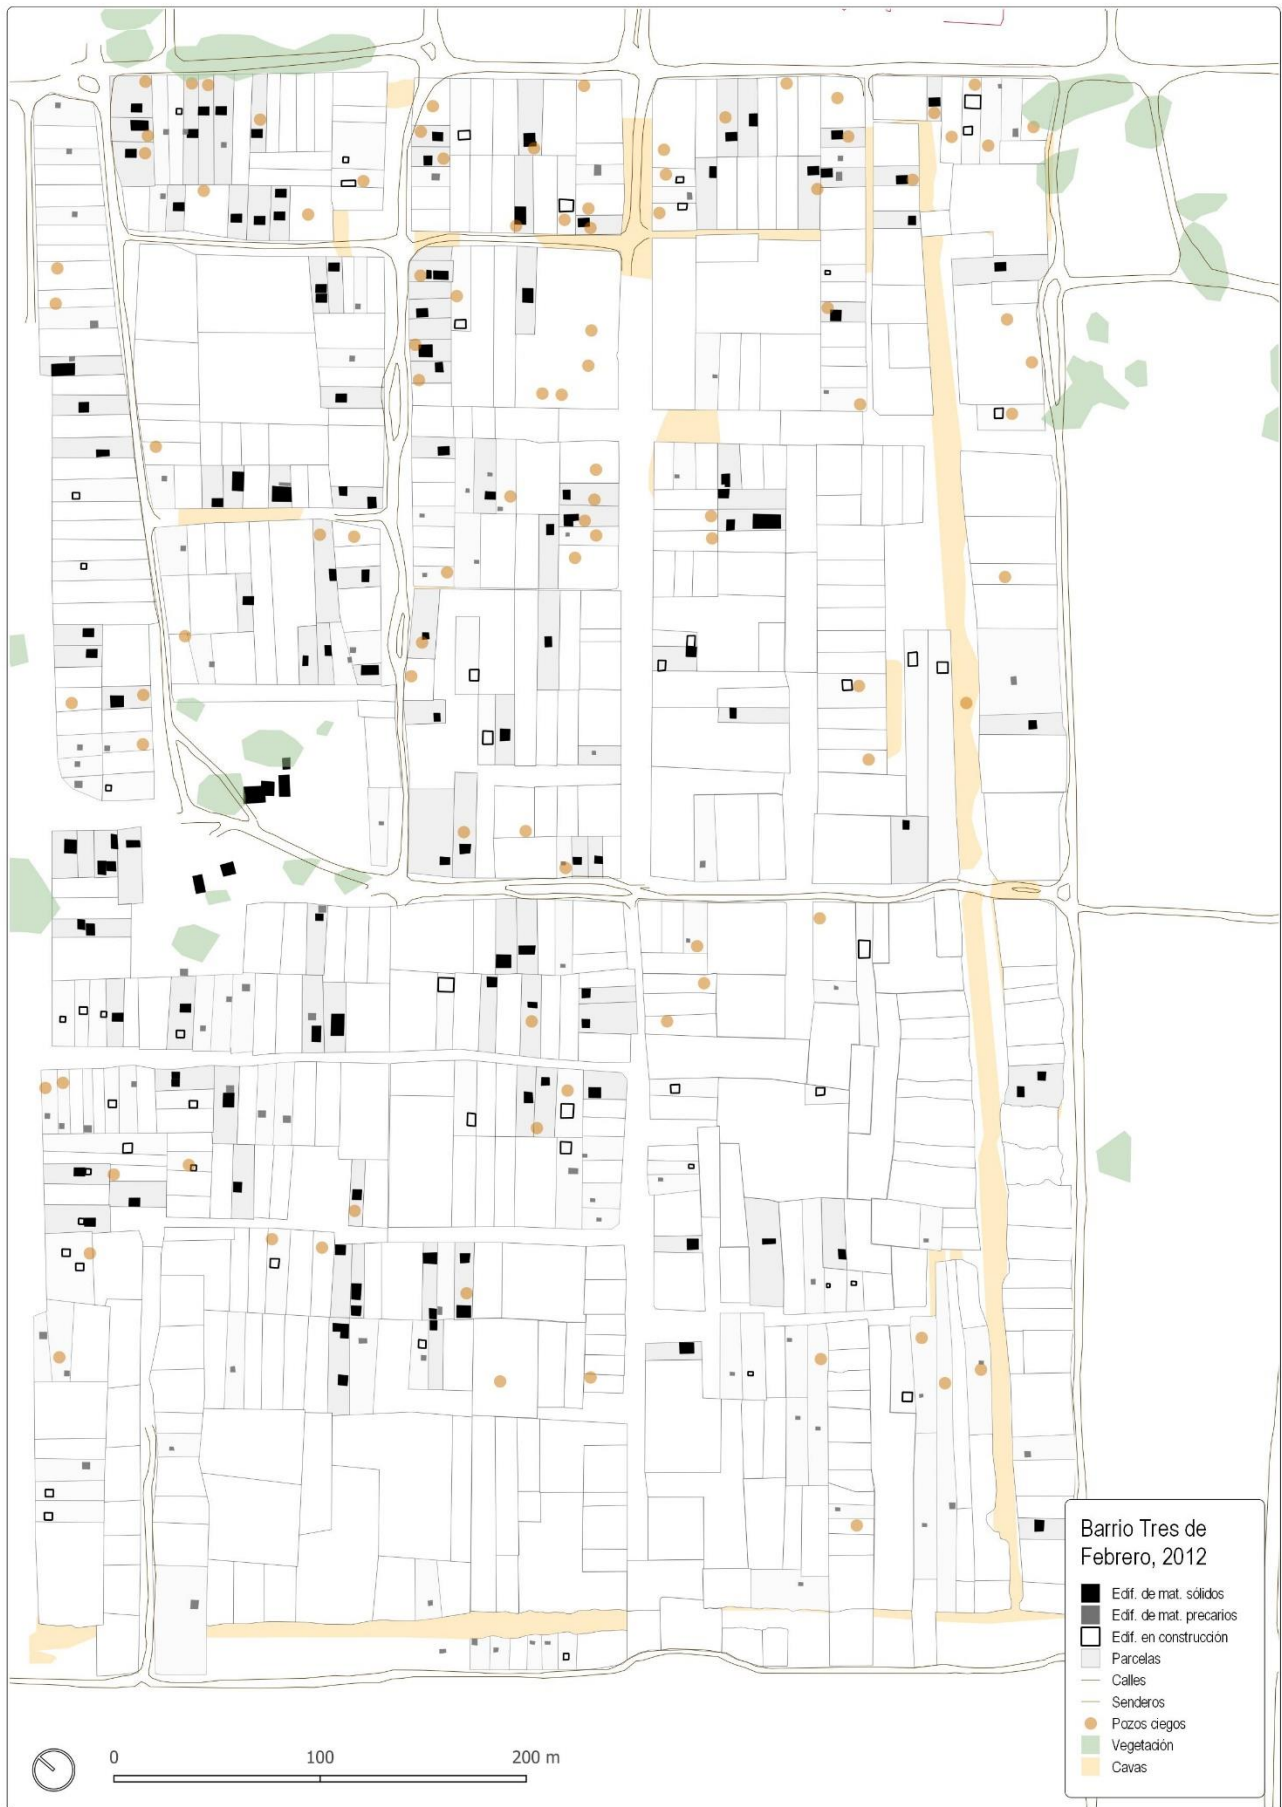 Barrio Tres de
Febrero, 2012
Edif. de mat. sólidos
Edif. de mat. precarios
Edif. en construcción
Parcelas
Calles
Senderos
Pozos ciegos
Vegetación
Cavas
0 100 200 m